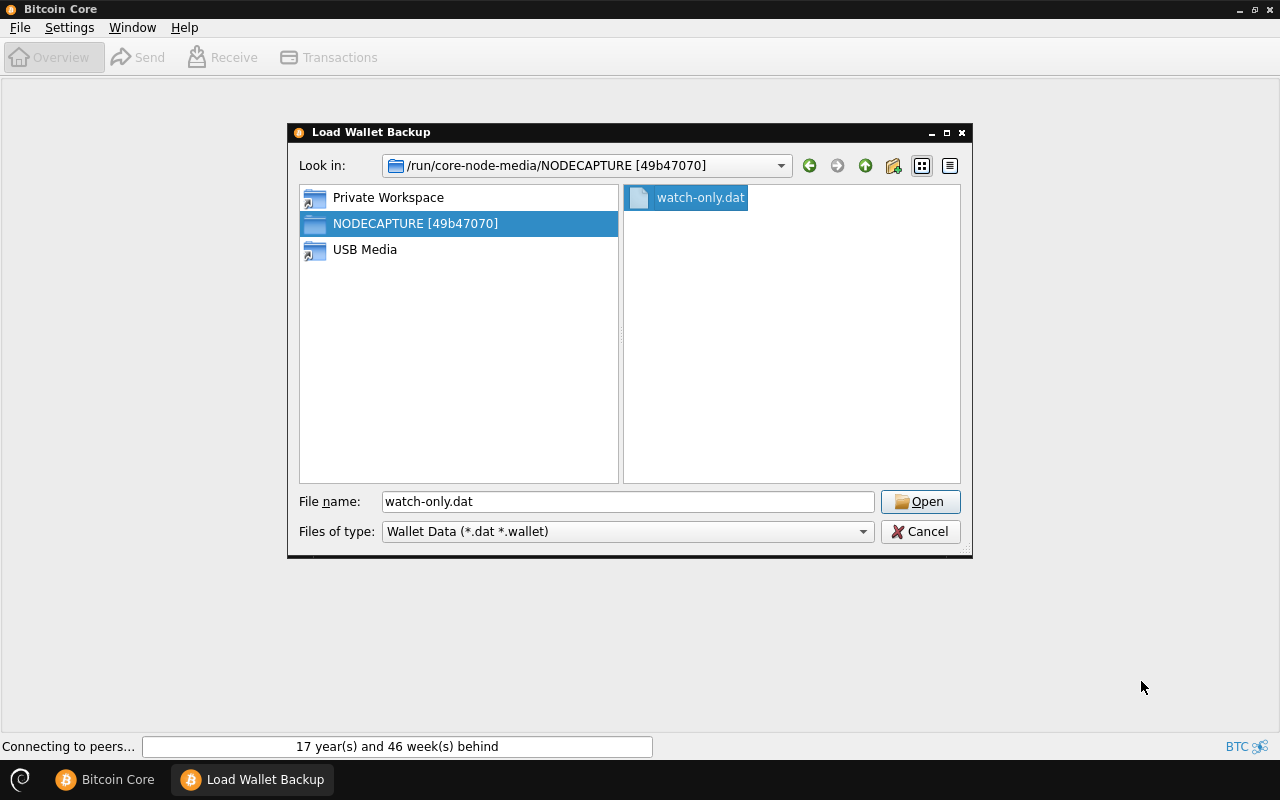 Bitcoin Core
File Settings Window Help
Overview Send Receive Transactions
Load Wallet Backup
Look in: /run/core-node-media/NODECAPTURE [49b47070]
Private Workspace
NODECAPTURE [49b47070]
USB Media
watch-only.dat
File name: watch-only.dat Open
Files of type: Wallet Data (*.dat *.wallet) Cancel
Connecting to peers... 17 year(s) and 46 week(s) behind BTC
Bitcoin Core Load Wallet Backup